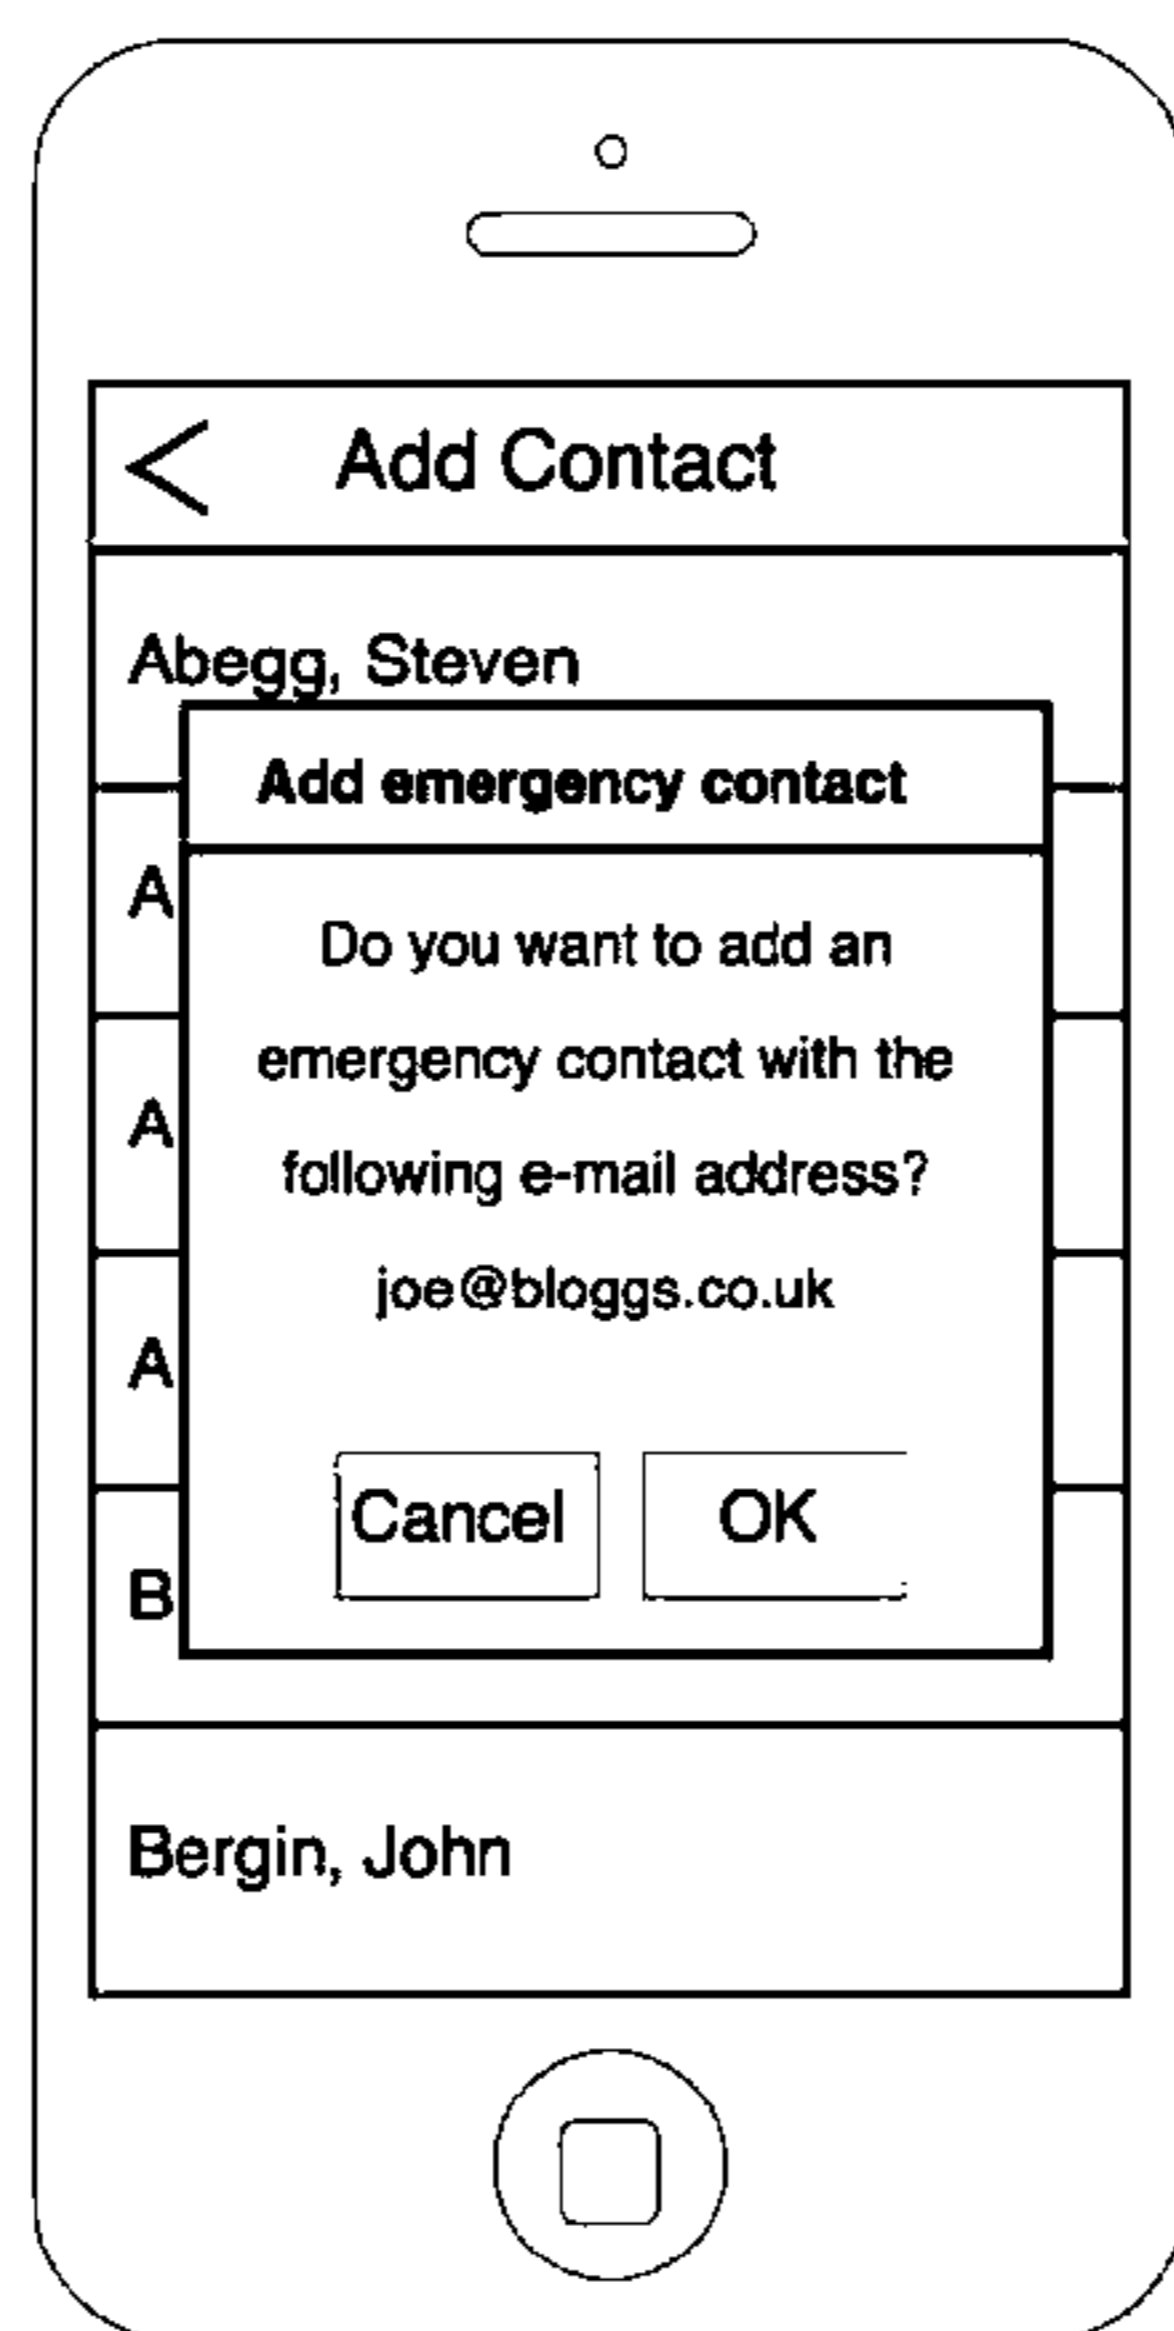 Add Contact
Abegg, Steven
Add emergency contact
A
Do you want to add an
emergency contact with the
A
following e-mail address?
joe@bloggs.co.uk
A
Cancel
OK
B
Bergin, John